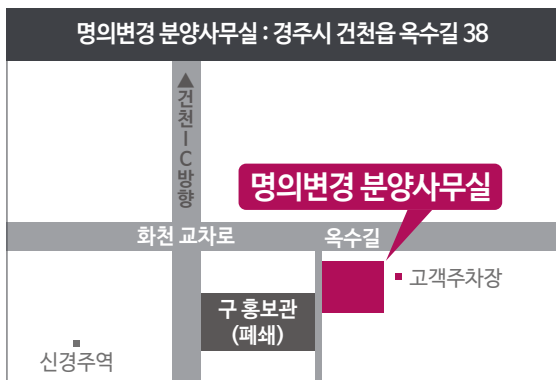 명의변경 분양사무실 : 경주시 건천읍 옥수길 38
▲건천IC방향
명의변경 분양사무실
화천 교차로
옥수길
고객주차장
구 홍보관
(폐쇄)
신경주역